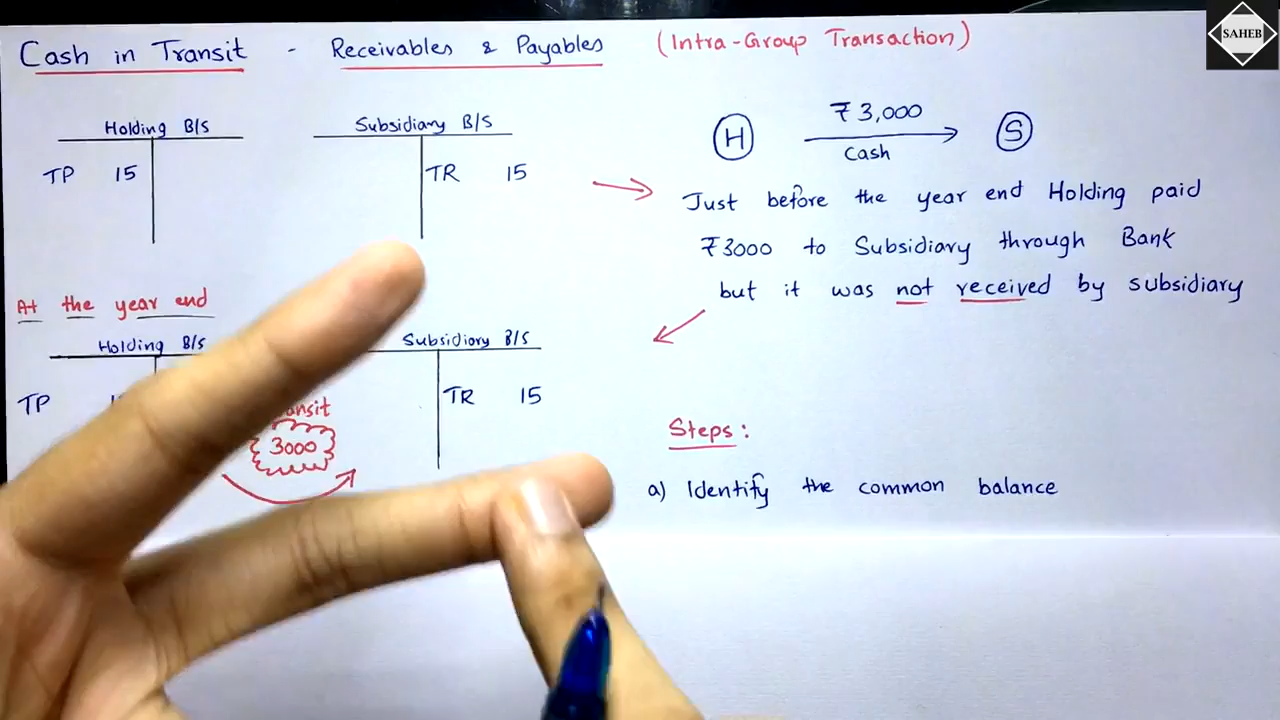 Cash in Transit - Receivables & Payables (Intra-Group Transaction)
SAHEB
Holding B/S
TP 15
Subsidiary B/S
TR 15
H ₹3,000 Cash S
Just before the year end Holding paid
₹3000 to Subsidiary through Bank
but it was not received by subsidiary
At the year end
Holding B/S
TP
3000
Subsidiary B/S
TR 15
Steps:
a) Identify the common balance